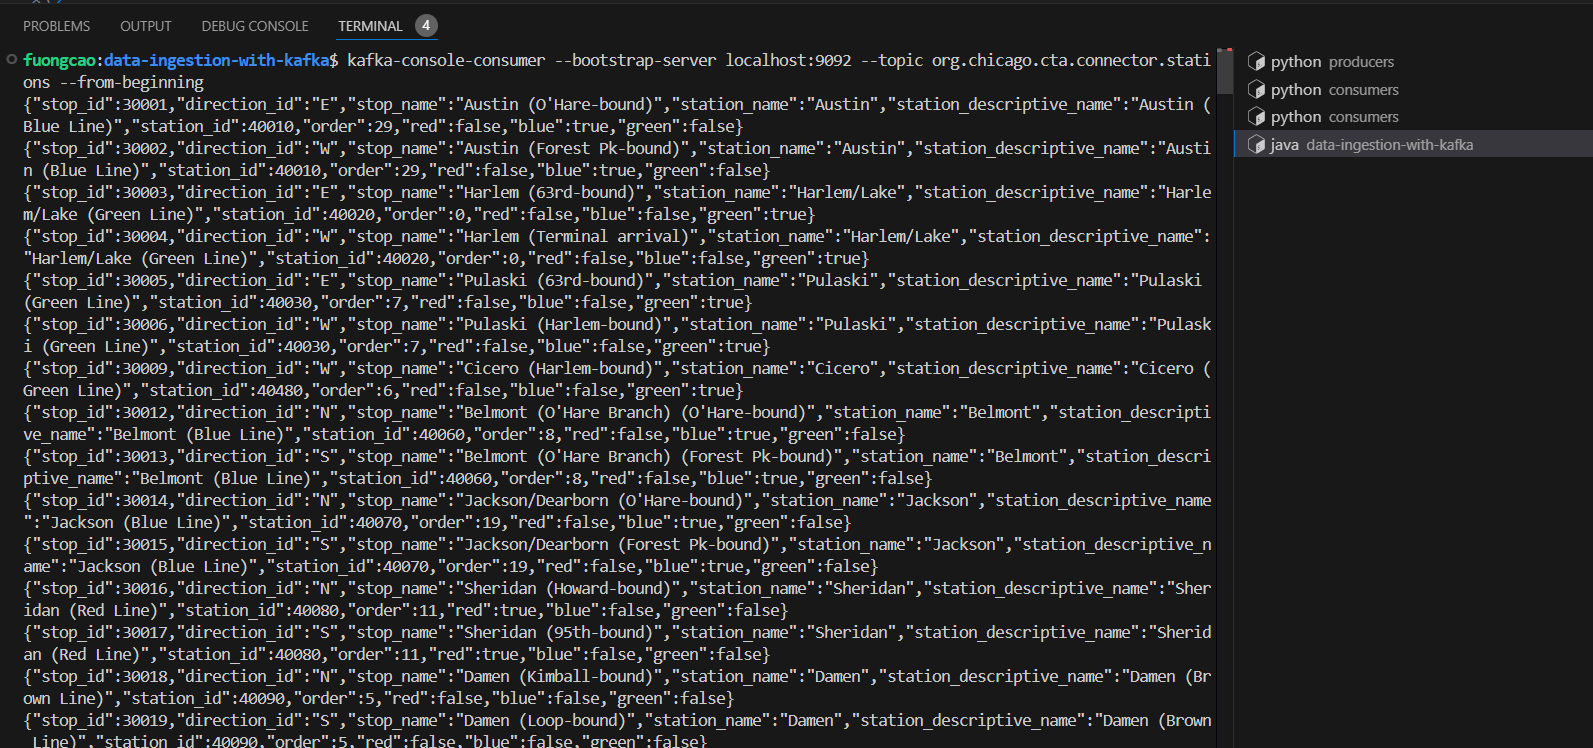 PROBLEMS OUTPUT DEBUG CONSOLE TERMINAL 4
fuongcao:data-ingestion-with-kafka$ kafka-console-consumer --bootstrap-server localhost:9092 --topic org.chicago.cta.connector.stati
ons --from-beginning
{"stop_id":30001,"direction_id":"E","stop_name":"Austin (O'Hare-bound)","station_name":"Austin","station_descriptive_name":"Austin (
Blue Line)","station_id":40010,"order":29,"red":false,"blue":true,"green":false}
{"stop_id":30002,"direction_id":"W","stop_name":"Austin (Forest Pk-bound)","station_name":"Austin","station_descriptive_name":"Austi
n (Blue Line)","station_id":40010,"order":29,"red":false,"blue":true,"green":false}
{"stop_id":30003,"direction_id":"E","stop_name":"Harlem (63rd-bound)","station_name":"Harlem/Lake","station_descriptive_name":"Harle
m/Lake (Green Line)","station_id":40020,"order":0,"red":false,"blue":false,"green":true}
{"stop_id":30004,"direction_id":"W","stop_name":"Harlem (Terminal arrival)","station_name":"Harlem/Lake","station_descriptive_name":
"Harlem/Lake (Green Line)","station_id":40020,"order":0,"red":false,"blue":false,"green":true}
{"stop_id":30005,"direction_id":"E","stop_name":"Pulaski (63rd-bound)","station_name":"Pulaski","station_descriptive_name":"Pulaski
(Green Line)","station_id":40030,"order":7,"red":false,"blue":false,"green":true}
{"stop_id":30006,"direction_id":"W","stop_name":"Pulaski (Harlem-bound)","station_name":"Pulaski","station_descriptive_name":"Pulask
i (Green Line)","station_id":40030,"order":7,"red":false,"blue":false,"green":true}
{"stop_id":30009,"direction_id":"W","stop_name":"Cicero (Harlem-bound)","station_name":"Cicero","station_descriptive_name":"Cicero (
Green Line)","station_id":40480,"order":6,"red":false,"blue":false,"green":true}
{"stop_id":30012,"direction_id":"N","stop_name":"Belmont (O'Hare Branch) (O'Hare-bound)","station_name":"Belmont","station_descripti
ve_name":"Belmont (Blue Line)","station_id":40060,"order":8,"red":false,"blue":true,"green":false}
{"stop_id":30013,"direction_id":"S","stop_name":"Belmont (O'Hare Branch) (Forest Pk-bound)","station_name":"Belmont","station_descri
ptive_name":"Belmont (Blue Line)","station_id":40060,"order":8,"red":false,"blue":true,"green":false}
{"stop_id":30014,"direction_id":"N","stop_name":"Jackson/Dearborn (O'Hare-bound)","station_name":"Jackson","station_descriptive_name
":"Jackson (Blue Line)","station_id":40070,"order":19,"red":false,"blue":true,"green":false}
{"stop_id":30015,"direction_id":"S","stop_name":"Jackson/Dearborn (Forest Pk-bound)","station_name":"Jackson","station_descriptive_n
ame":"Jackson (Blue Line)","station_id":40070,"order":19,"red":false,"blue":true,"green":false}
{"stop_id":30016,"direction_id":"N","stop_name":"Sheridan (Howard-bound)","station_name":"Sheridan","station_descriptive_name":"Sher
idan (Red Line)","station_id":40080,"order":11,"red":true,"blue":false,"green":false}
{"stop_id":30017,"direction_id":"S","stop_name":"Sheridan (95th-bound)","station_name":"Sheridan","station_descriptive_name":"Sherid
an (Red Line)","station_id":40080,"order":11,"red":true,"blue":false,"green":false}
{"stop_id":30018,"direction_id":"N","stop_name":"Damen (Kimball-bound)","station_name":"Damen","station_descriptive_name":"Damen (Br
own Line)","station_id":40090,"order":5,"red":false,"blue":false,"green":false}
{"stop_id":30019,"direction_id":"S","stop_name":"Damen (Loop-bound)","station_name":"Damen","station_descriptive_name":"Damen (Brown
 Line)","station_id":40090,"order":5,"red":false,"blue":false,"green":false}
python producers
python consumers
python consumers
java data-ingestion-with-kafka